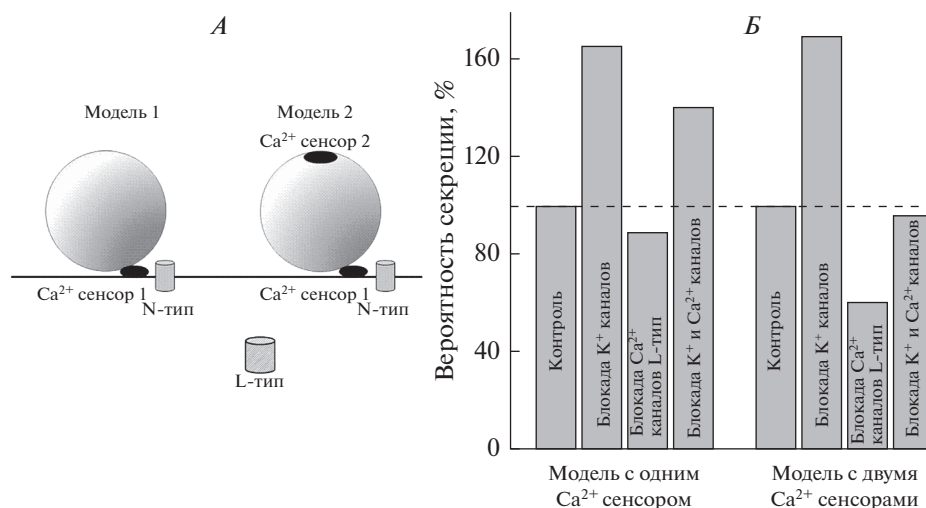 А
Модель 1
Модель 2
Ca²⁺ сенсор 2
Ca²⁺ сенсор 1
N-тип
Ca²⁺ сенсор 1
N-тип
L-тип
Б
Вероятность секреции, %
160
120
80
40
0
Контроль
Блокада K⁺ каналов
Блокада Ca²⁺
каналов L-тип
Блокада K⁺ и Ca²⁺ каналов
Контроль
Блокада K⁺ каналов
Блокада Ca²⁺
каналов L-тип
Блокада K⁺ и Ca²⁺каналов
Модель с одним
Ca²⁺ сенсором
Модель с двумя
Ca²⁺ сенсорами